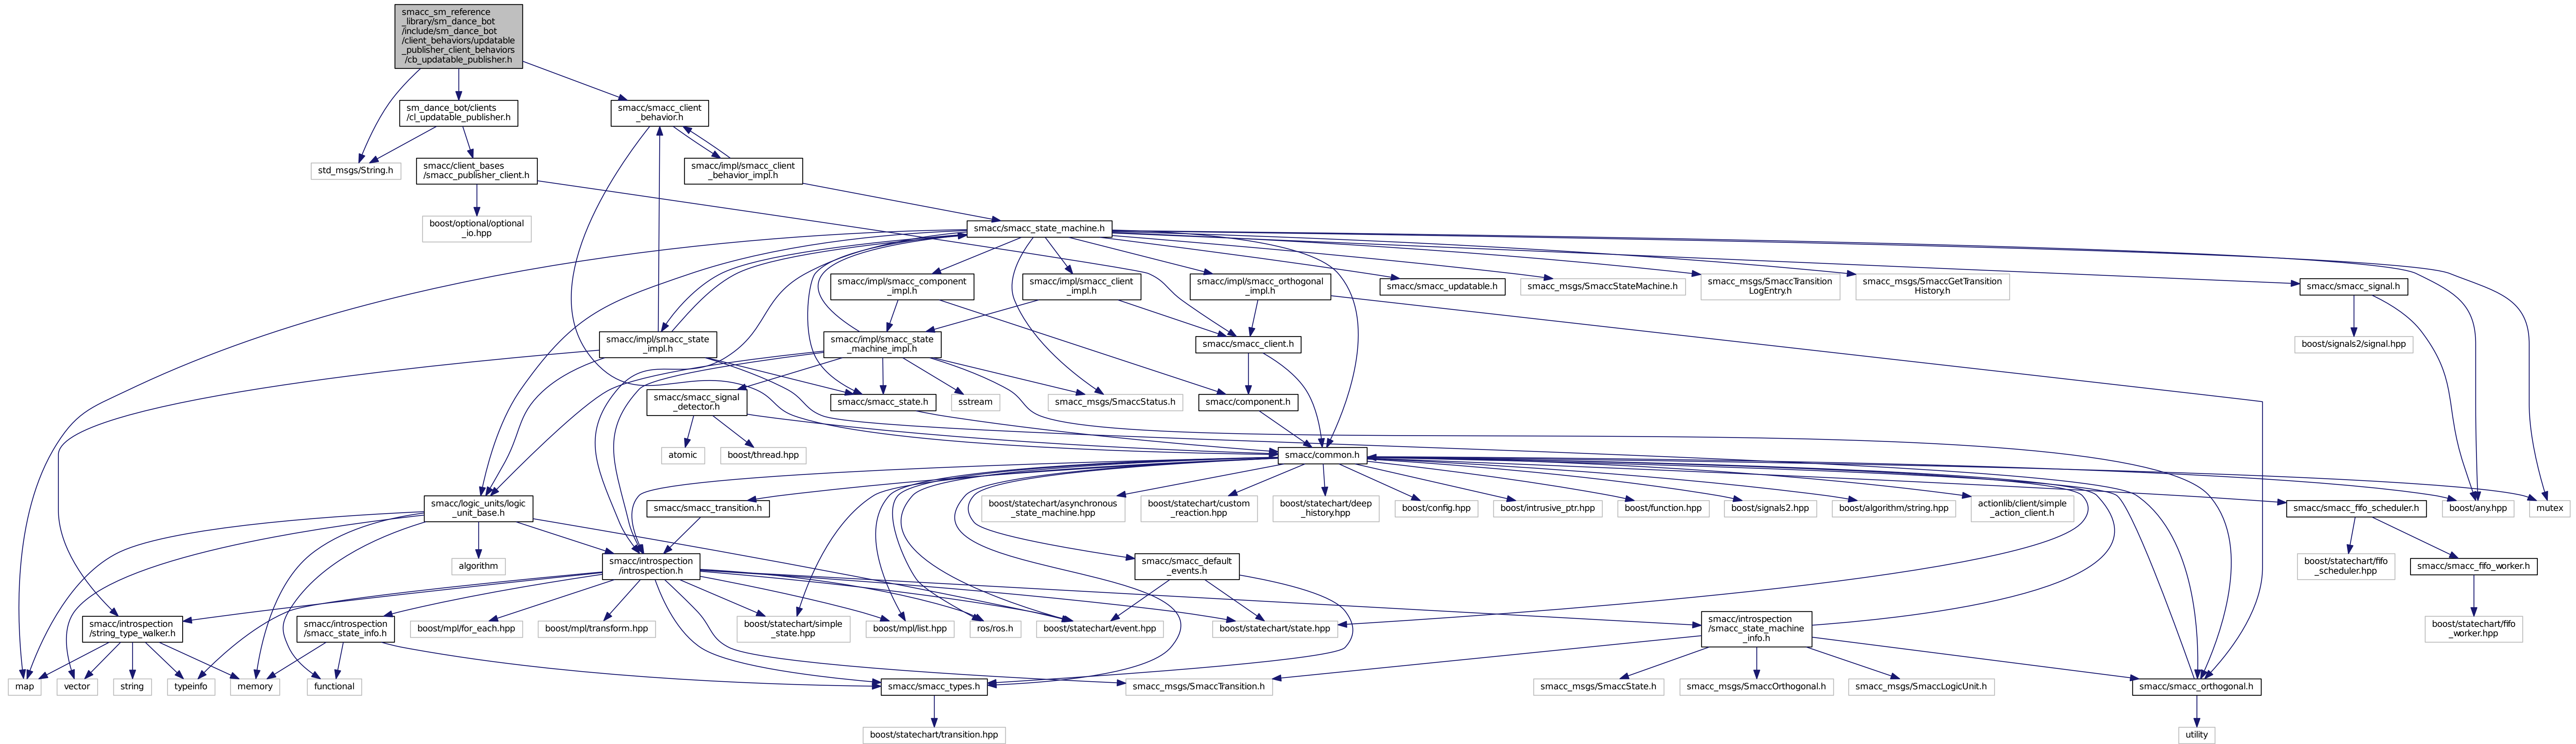 smacc_sm_reference
_library/sm_dance_bot
/include/sm_dance_bot
/client_behaviors/updatable
_publisher_client_behaviors
/cb_updatable_publisher.h
sm_dance_bot/clients
/cl_updatable_publisher.h
smacc/smacc_client
_behavior.h
std_msgs/String.h
smacc/client_bases
/smacc_publisher_client.h
smacc/impl/smacc_client
_behavior_impl.h
boost/optional/optional
_io.hpp
smacc/smacc_state_machine.h
smacc/impl/smacc_component
_impl.h
smacc/impl/smacc_client
_impl.h
smacc/impl/smacc_orthogonal
_impl.h
smacc/smacc_updatable.h
smacc_msgs/SmaccStateMachine.h
smacc_msgs/SmaccTransition
LogEntry.h
smacc_msgs/SmaccGetTransition
History.h
smacc/smacc_signal.h
smacc/impl/smacc_state
_impl.h
smacc/impl/smacc_state
_machine_impl.h
smacc/smacc_client.h
boost/signals2/signal.hpp
smacc/smacc_signal
_detector.h
smacc/smacc_state.h
sstream
smacc_msgs/SmaccStatus.h
smacc/component.h
atomic
boost/thread.hpp
smacc/common.h
smacc/logic_units/logic
_unit_base.h
smacc/smacc_transition.h
boost/statechart/asynchronous
_state_machine.hpp
boost/statechart/custom
_reaction.hpp
boost/statechart/deep
_history.hpp
boost/config.hpp
boost/intrusive_ptr.hpp
boost/function.hpp
boost/signals2.hpp
boost/algorithm/string.hpp
actionlib/client/simple
_action_client.h
smacc/smacc_fifo_scheduler.h
boost/any.hpp
mutex
algorithm
smacc/introspection
/introspection.h
smacc/smacc_default
_events.h
boost/statechart/fifo
_scheduler.hpp
smacc/smacc_fifo_worker.h
smacc/introspection
/string_type_walker.h
smacc/introspection
/smacc_state_info.h
boost/mpl/for_each.hpp
boost/mpl/transform.hpp
boost/statechart/simple
_state.hpp
boost/mpl/list.hpp
ros/ros.h
boost/statechart/event.hpp
boost/statechart/state.hpp
smacc/introspection
/smacc_state_machine
_info.h
boost/statechart/fifo
_worker.hpp
map
vector
string
typeinfo
memory
functional
smacc/smacc_types.h
smacc_msgs/SmaccTransition.h
smacc_msgs/SmaccState.h
smacc_msgs/SmaccOrthogonal.h
smacc_msgs/SmaccLogicUnit.h
smacc/smacc_orthogonal.h
boost/statechart/transition.hpp
utility